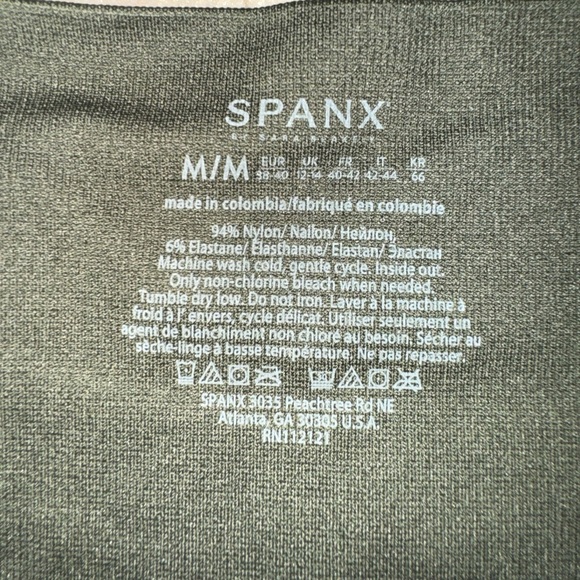 SPANX
BY SARA BLAKELY
M/M EUR 38-40 UK 12-14 FR 40-42 IT 42-44 KR 66
made in colombia/fabriqué en colombie
94% Nylon/ Nailon/ Нейлон,
6% Elastane/ Elasthanne/ Elastan/ Эластан
Machine wash cold, gentle cycle. Inside out.
Only non-chlorine bleach when needed.
Tumble dry low. Do not iron. Laver à la machine à
froid à l' envers, cycle délicat. Utiliser seulement un
agent de blanchiment non chlore au besoin. Sécher au
sèche-linge à basse température. Ne pas repasser.
SPANX 3035 Peachtree Rd NE
Atlanta, GA 30305 U.S.A.
RN112121